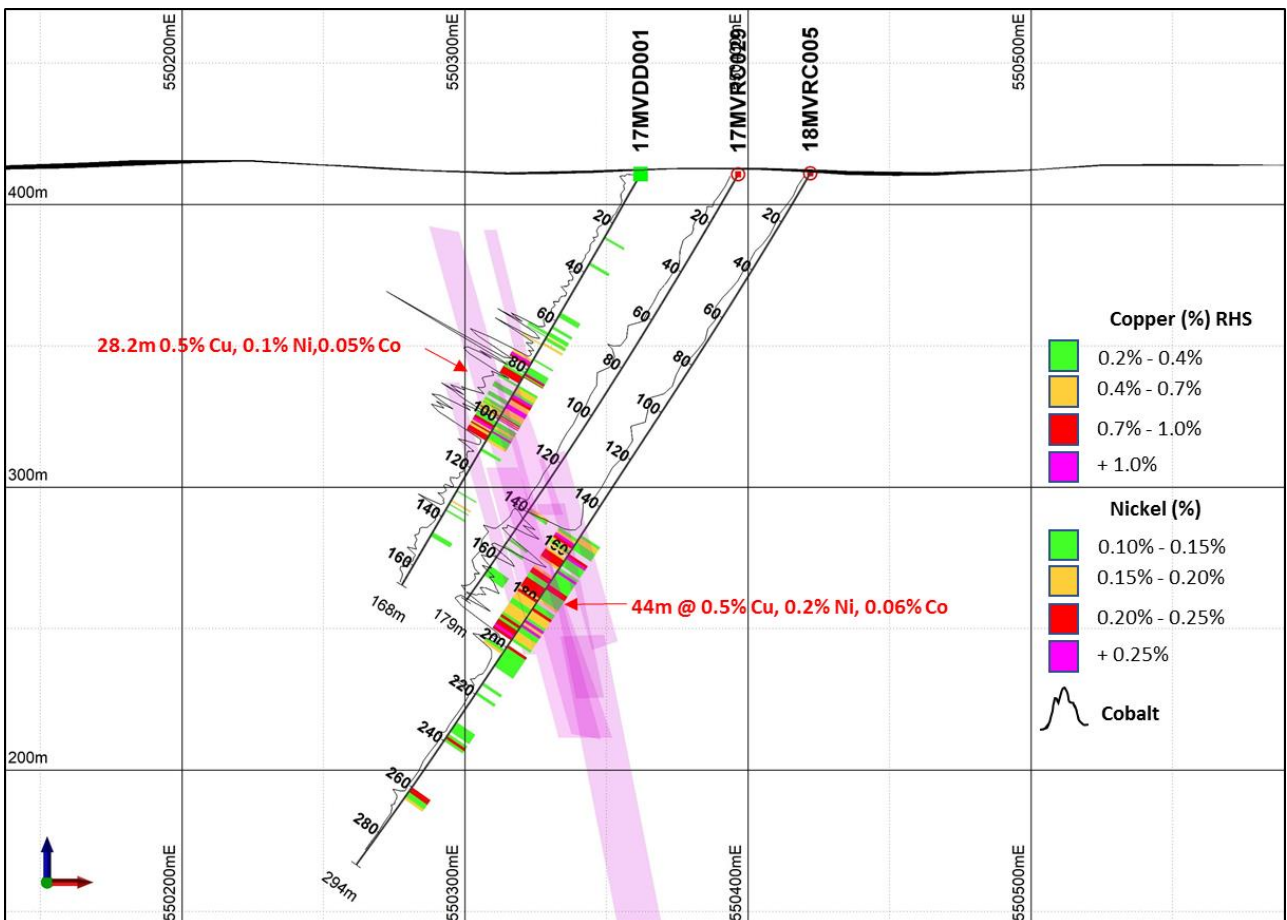 550200mE
550300mE
550400mE
550500mE
17MVDD001
17MVRC029
18MVRC005
400m
300m
200m
20
40
60
80
100
120
140
160
168m
20
40
60
80
100
120
140
160
179m
20
40
60
80
100
120
140
160
180
200
220
240
260
280
294m
28.2m 0.5% Cu, 0.1% Ni,0.05% Co
44m @ 0.5% Cu, 0.2% Ni, 0.06% Co
Copper (%) RHS
0.2% - 0.4%
0.4% - 0.7%
0.7% - 1.0%
+ 1.0%
Nickel (%)
0.10% - 0.15%
0.15% - 0.20%
0.20% - 0.25%
+ 0.25%
Cobalt
550200mE
550300mE
550400mE
550500mE